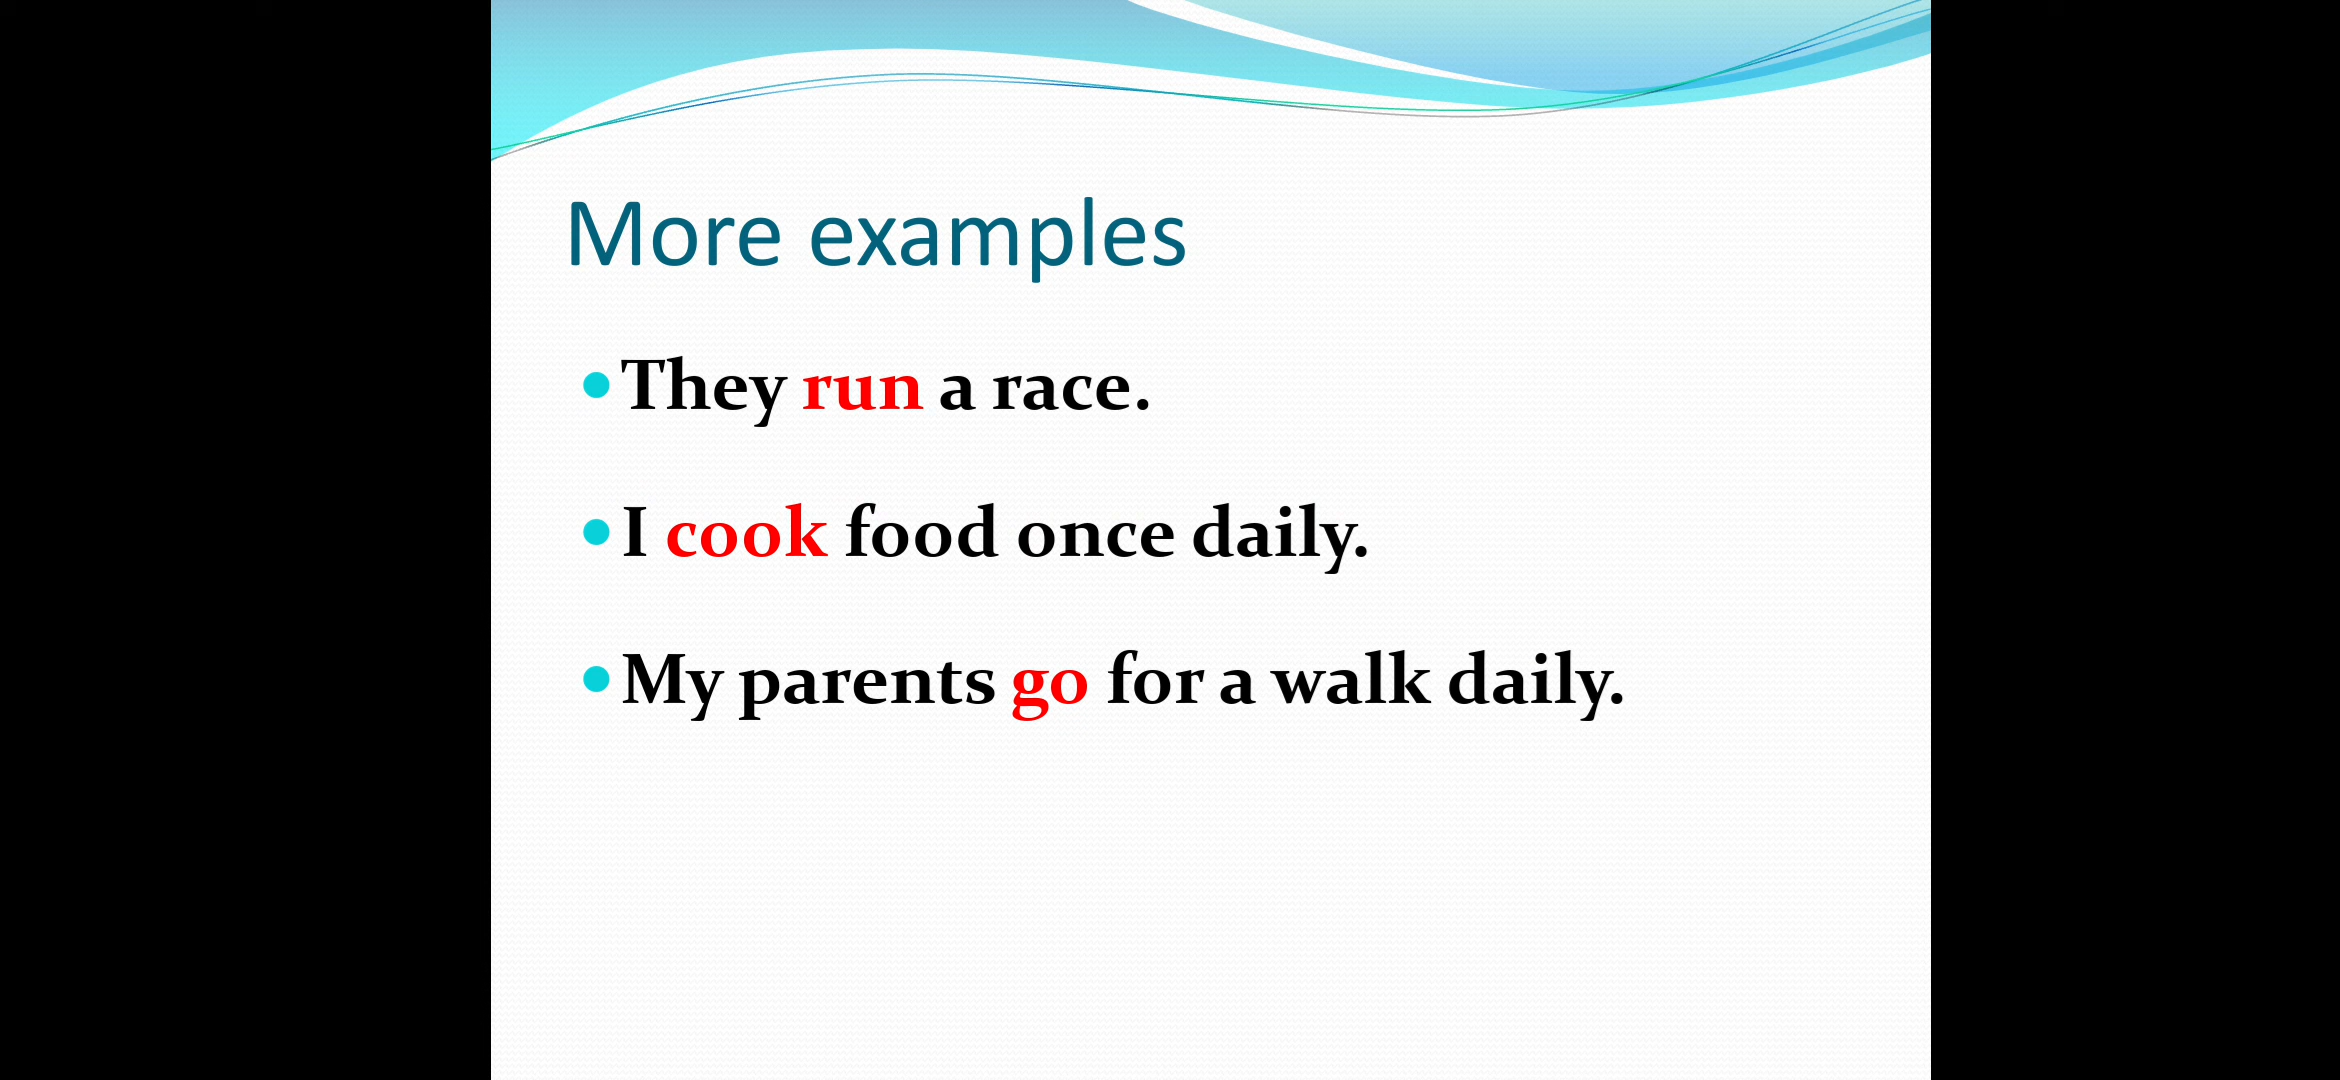 More examples
They run a race.
I cook food once daily.
My parents go for a walk daily.